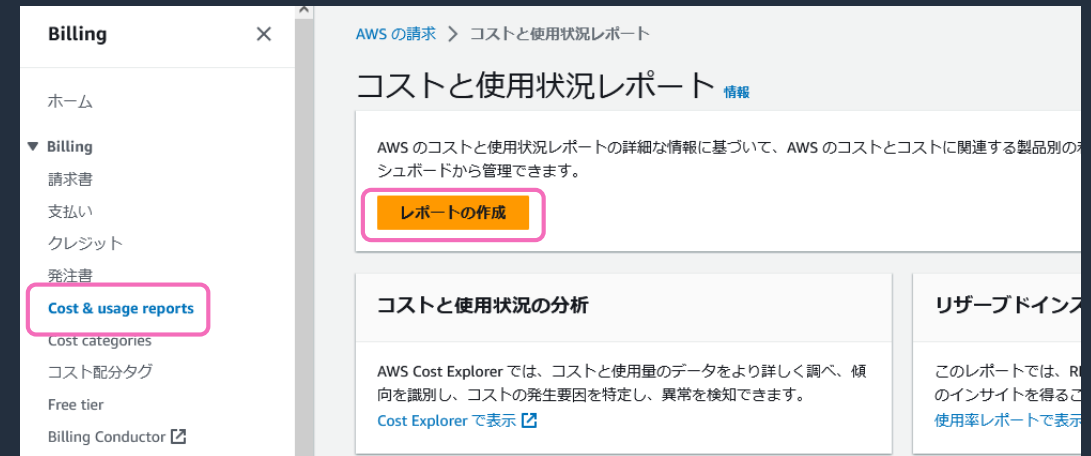 Billing
ホーム
Billing
請求書
支払い
クレジット
発注書
Cost & usage reports
Cost categories
コスト配分タグ
Free tier
Billing Conductor
AWS の請求 > コストと使用状況レポート
コストと使用状況レポート 情報
AWS のコストと使用状況レポートの詳細な情報に基づいて、AWS のコストとコストに関連する製品別の
シュボードから管理できます。
レポートの作成
コストと使用状況の分析
AWS Cost Explorer では、コストと使用量のデータをより詳しく調べ、傾
向を識別し、コストの発生要因を特定し、異常を検知できます。
Cost Explorer で表示
リザーブドインス
このレポートでは、R
のインサイトを得るこ
使用率レポートで表示